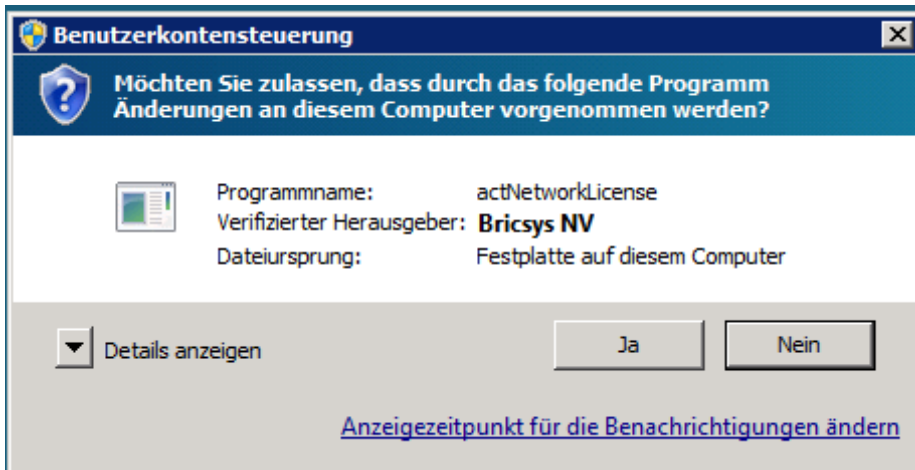 Benutzerkontensteuerung
Möchten Sie zulassen, dass durch das folgende Programm
Änderungen an diesem Computer vorgenommen werden?
Programmname: actNetworkLicense
Verifizierter Herausgeber: Bricsys NV
Dateiursprung: Festplatte auf diesem Computer
Details anzeigen Ja Nein
Anzeigezeitpunkt für die Benachrichtigungen ändern